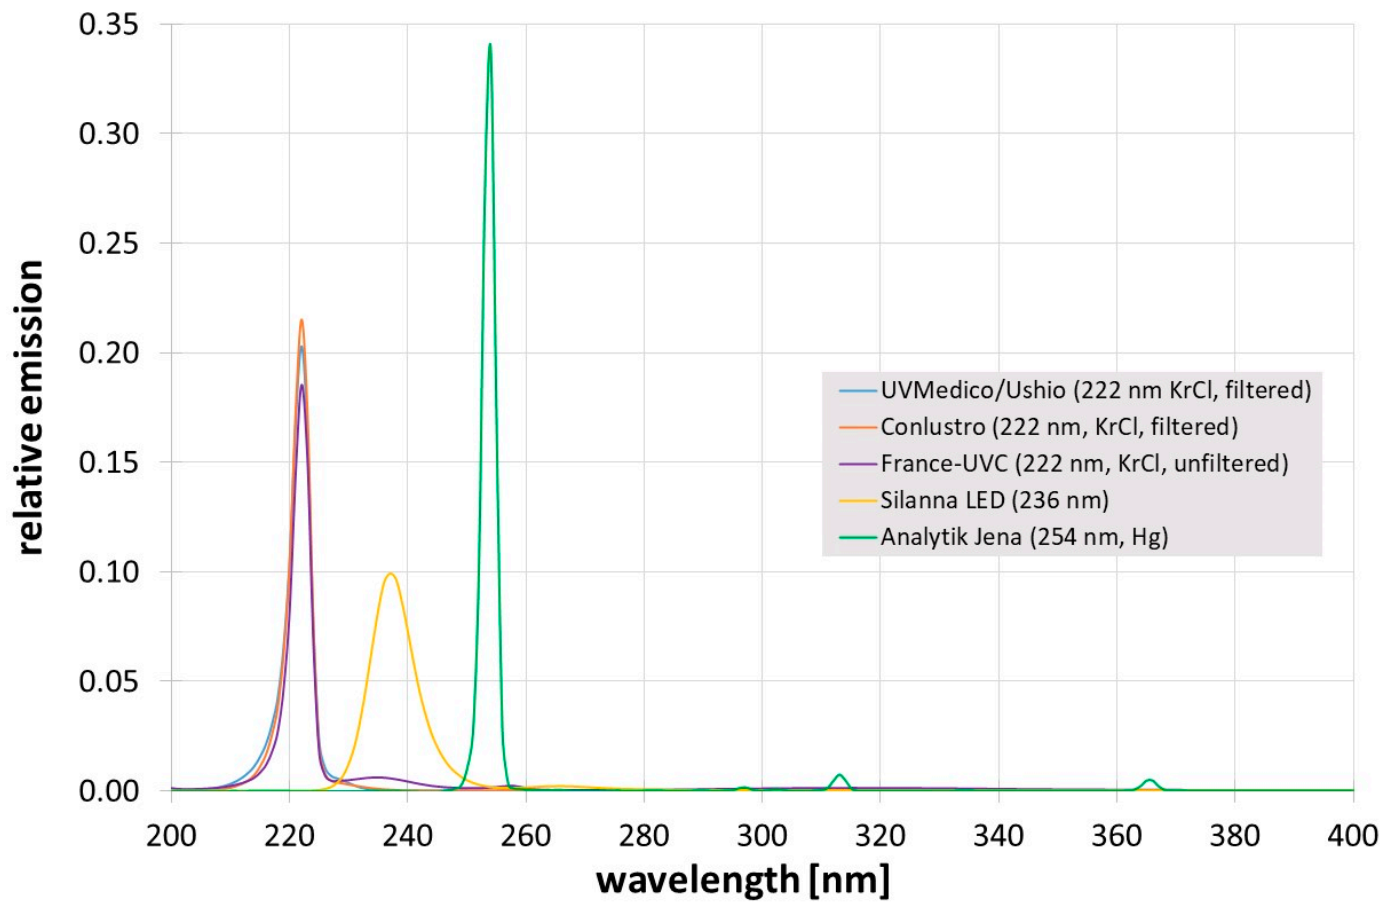 0.35
0.30
0.25
0.20
0.15
0.10
0.05
0.00
relative emission
UVMedico/Ushio (222 nm KrCl, filtered)
Conlustro (222 nm, KrCl, filtered)
France-UVC (222 nm, KrCl, unfiltered)
Silanna LED (236 nm)
Analytik Jena (254 nm, Hg)
200 220 240 260 280 300 320 340 360 380 400
wavelength [nm]